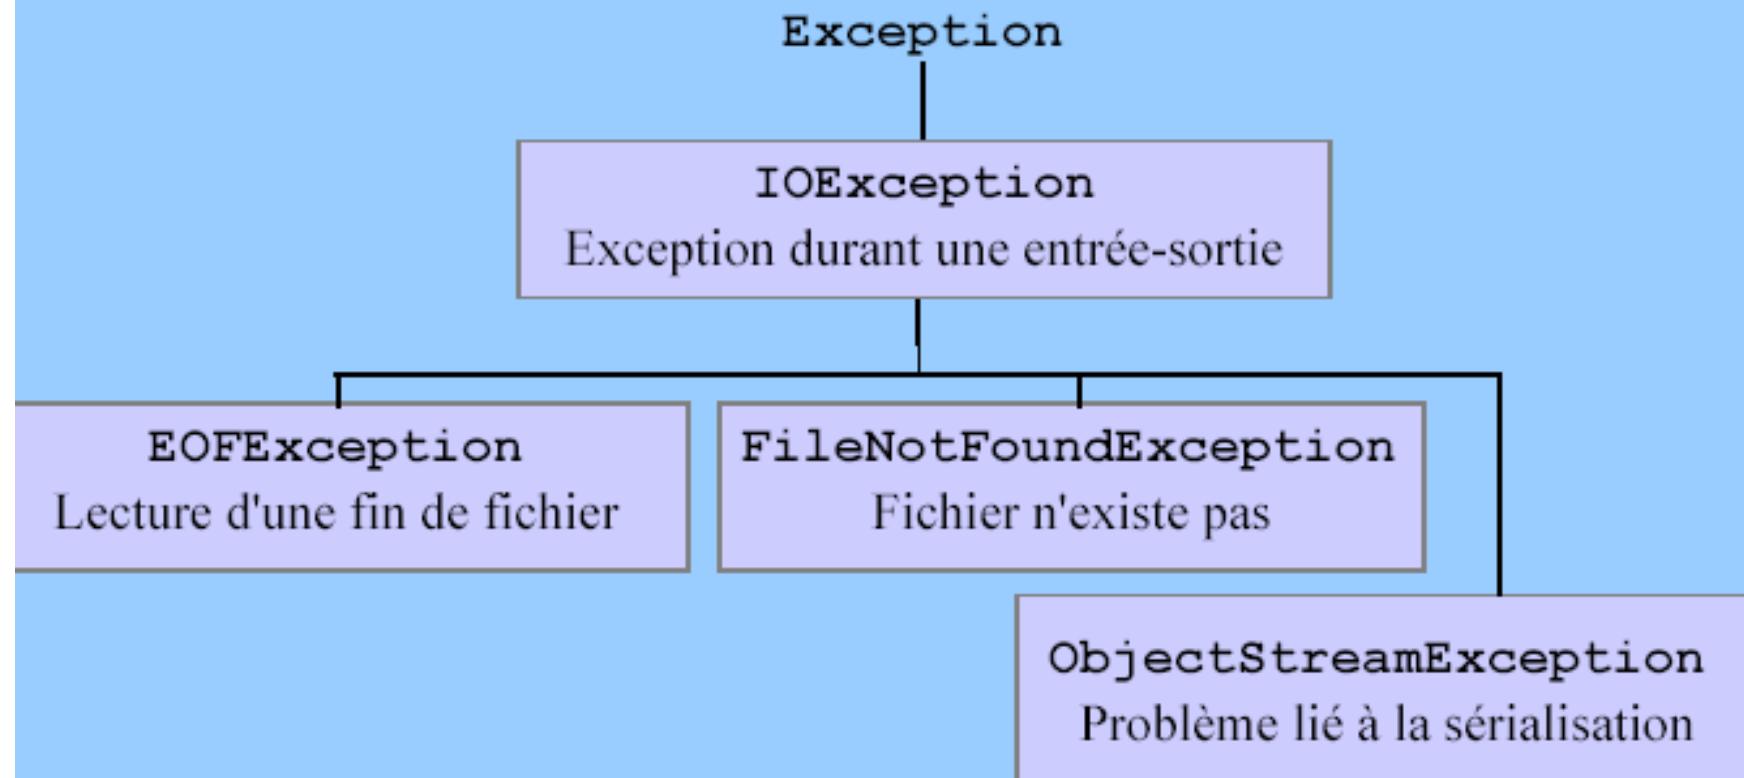 Exception
IOException
Exception durant une entrée-sortie
EOFException
Lecture d'une fin de fichier
FileNotFoundException
Fichier n'existe pas
ObjectStreamException
Problème lié à la sérialisation